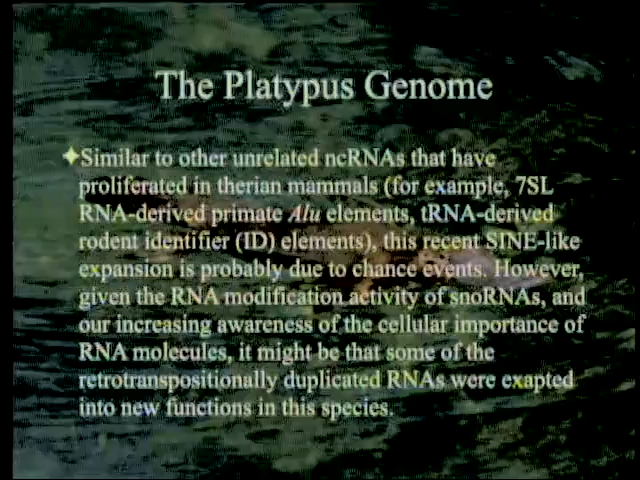 The Platypus Genome
✦Similar to other unrelated ncRNAs that have
proliferated in therian mammals (for example, 7SL
RNA-derived primate Alu elements, tRNA-derived
rodent identifier (ID) elements), this recent SINE-like
expansion is probably due to chance events. However,
given the RNA modification activity of snoRNAs, and
our increasing awareness of the cellular importance of
RNA molecules, it might be that some of the
retrotranspositionally duplicated RNAs were exapted
into new functions in this species.